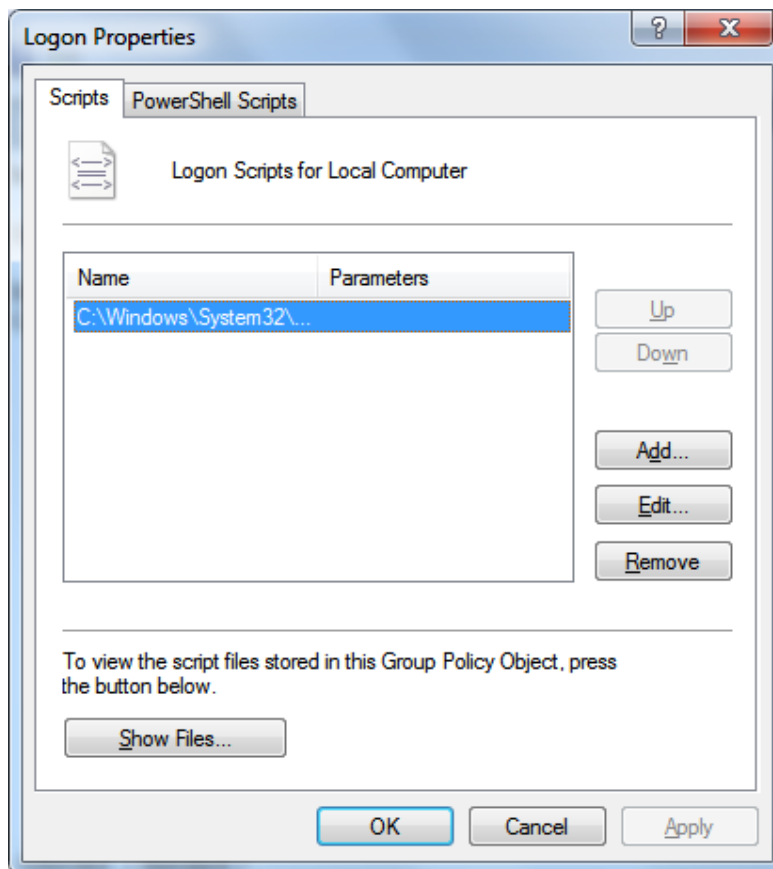 Logon Properties
?
X
Scripts
PowerShell Scripts
<—>
<—>
Logon Scripts for Local Computer
Name
Parameters
C:\Windows\System32\...
Up
Down
Add...
Edit...
Remove
To view the script files stored in this Group Policy Object, press
the button below.
Show Files...
OK
Cancel
Apply